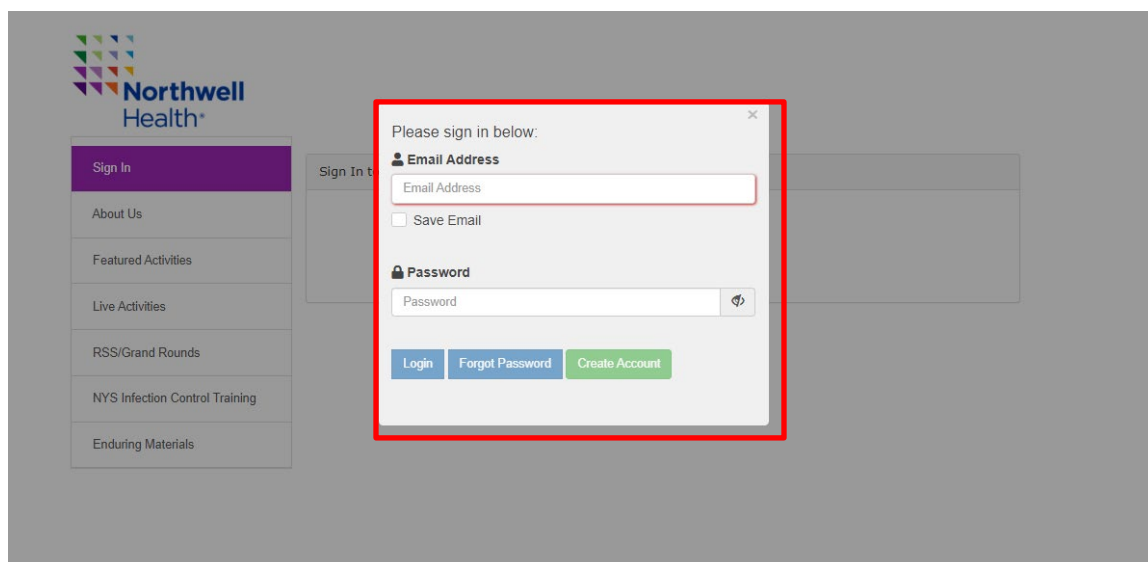 Northwell
Health
Sign In
About Us
Featured Activities
Live Activities
RSS/Grand Rounds
NYS Infection Control Training
Enduring Materials
Sign In t
×
Please sign in below:
Email Address
Email Address
Save Email
Password
Password
Login Forgot Password Create Account